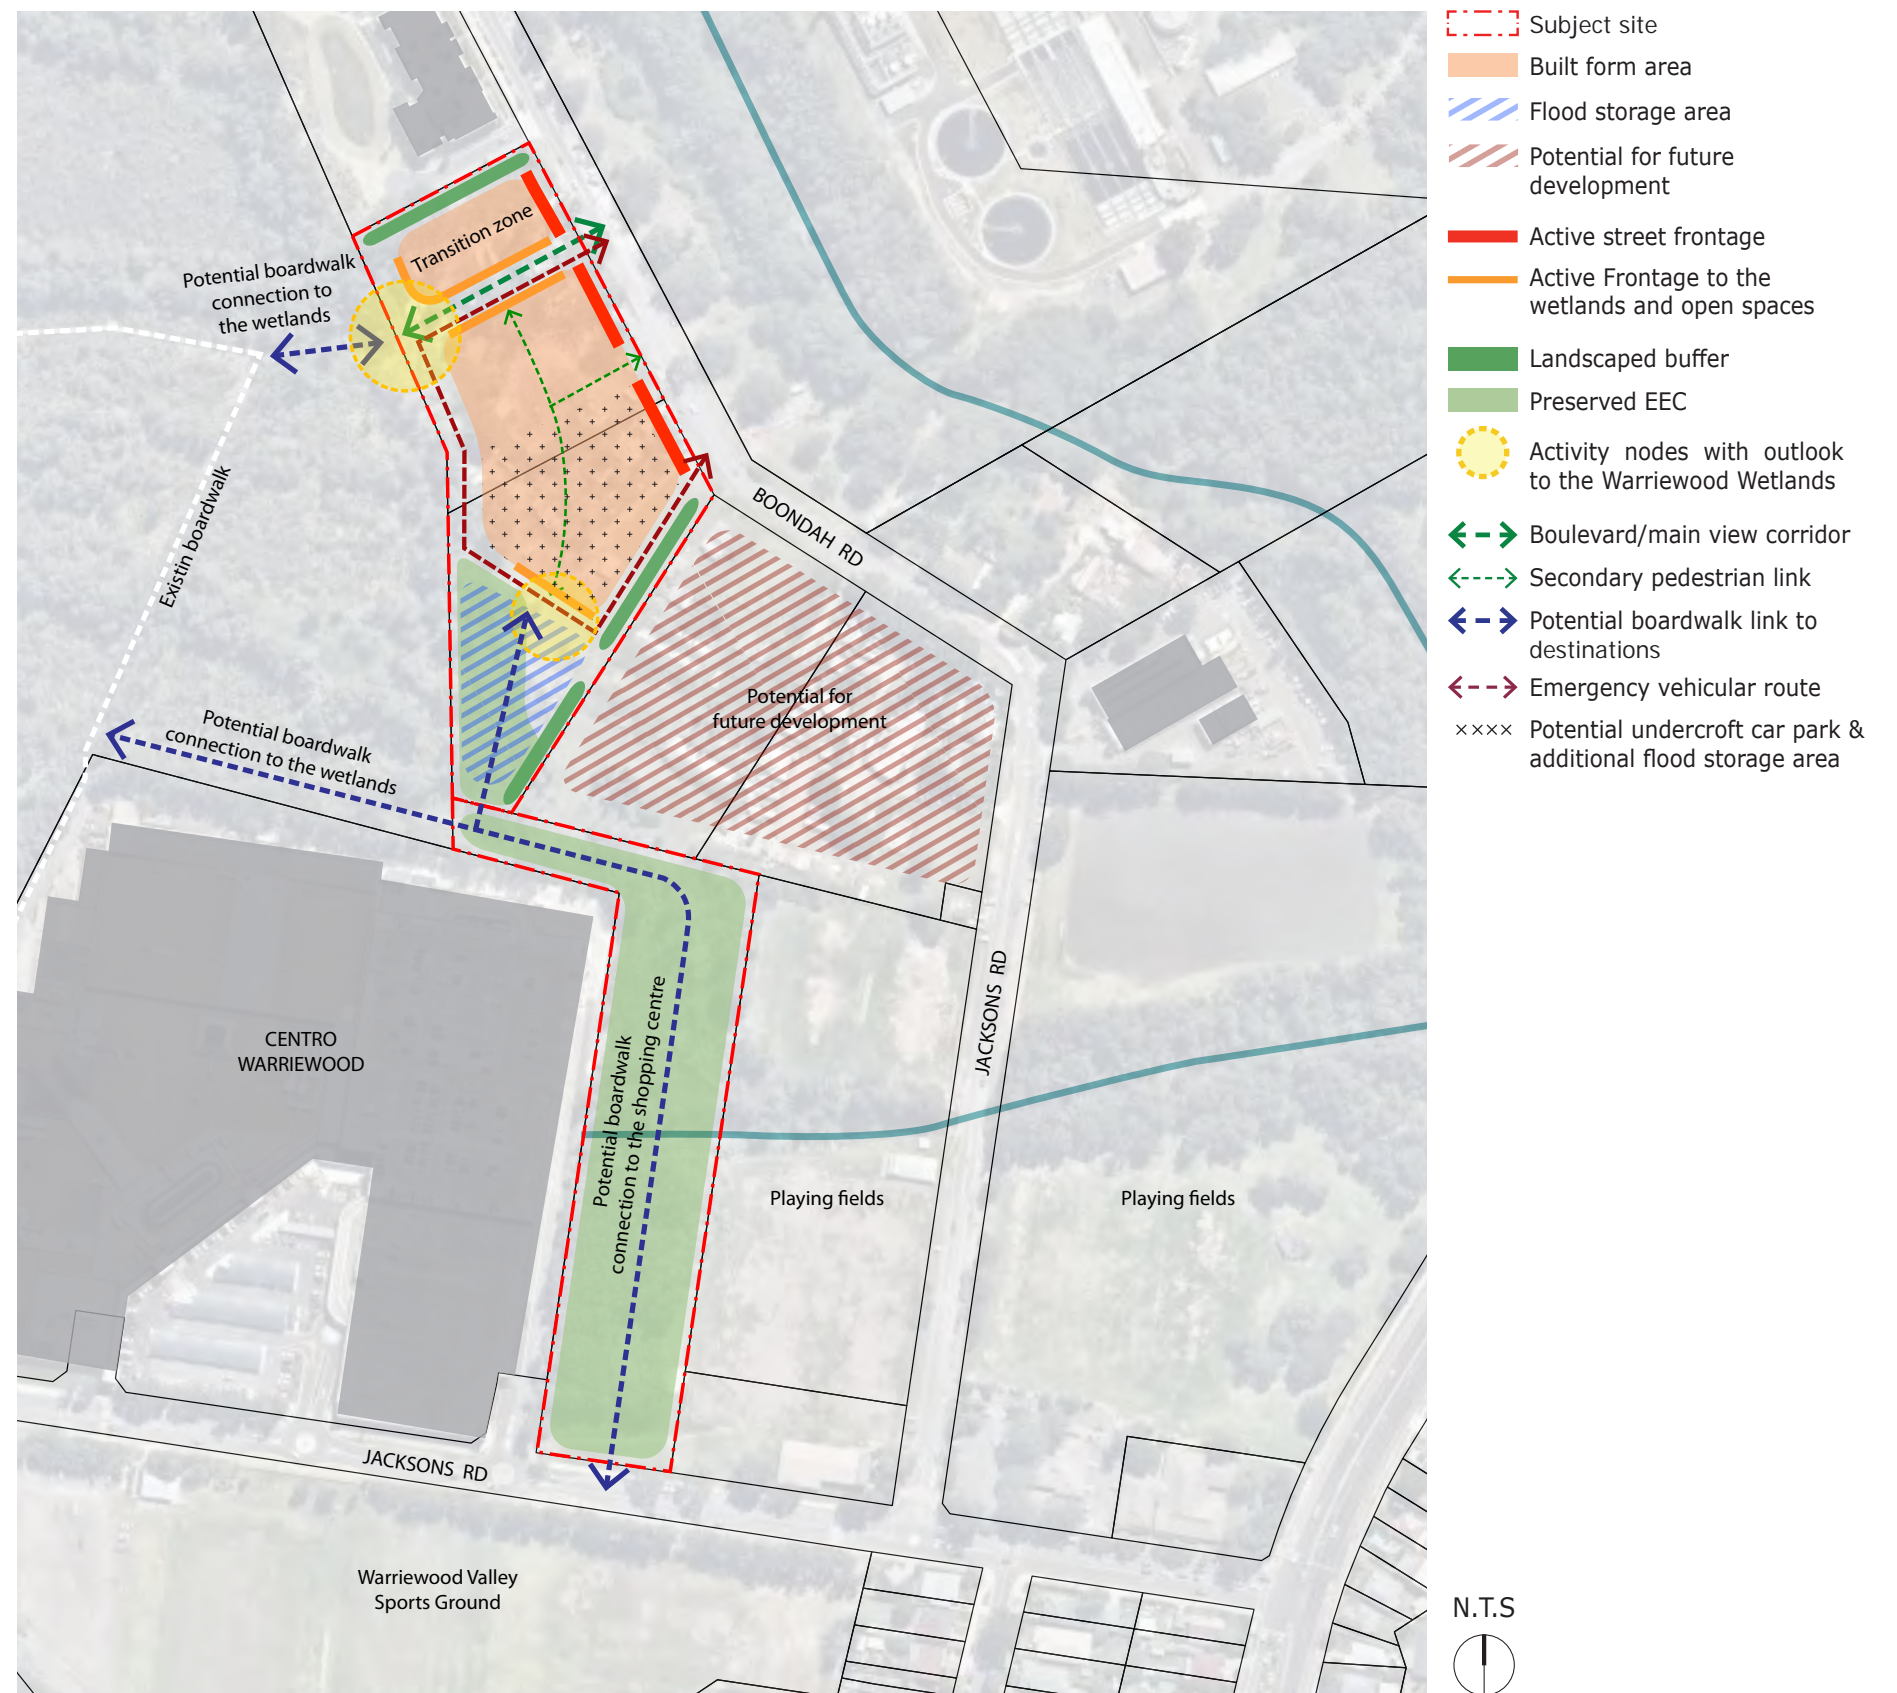 Subject site
Built form area
Flood storage area
Potential for future
development
Active street frontage
Active Frontage to the
wetlands and open spaces
Landscaped buffer
Preserved EEC
Activity nodes with outlook
to the Warriewood Wetlands
Boulevard/main view corridor
Secondary pedestrian link
Potential boardwalk link to
destinations
Emergency vehicular route
Potential undercroft car park &
additional flood storage area
N.T.S
Transition zone
Potential boardwalk
connection to
the wetlands
Existin boardwalk
BOONDAH RD
Potential for
future development
Potential boardwalk
connection to the wetlands
CENTRO
WARRIEWOOD
Potential boardwalk
connection to the shopping centre
JACKSONS RD
Playing fields
Playing fields
JACKSONS RD
Warriewood Valley
Sports Ground